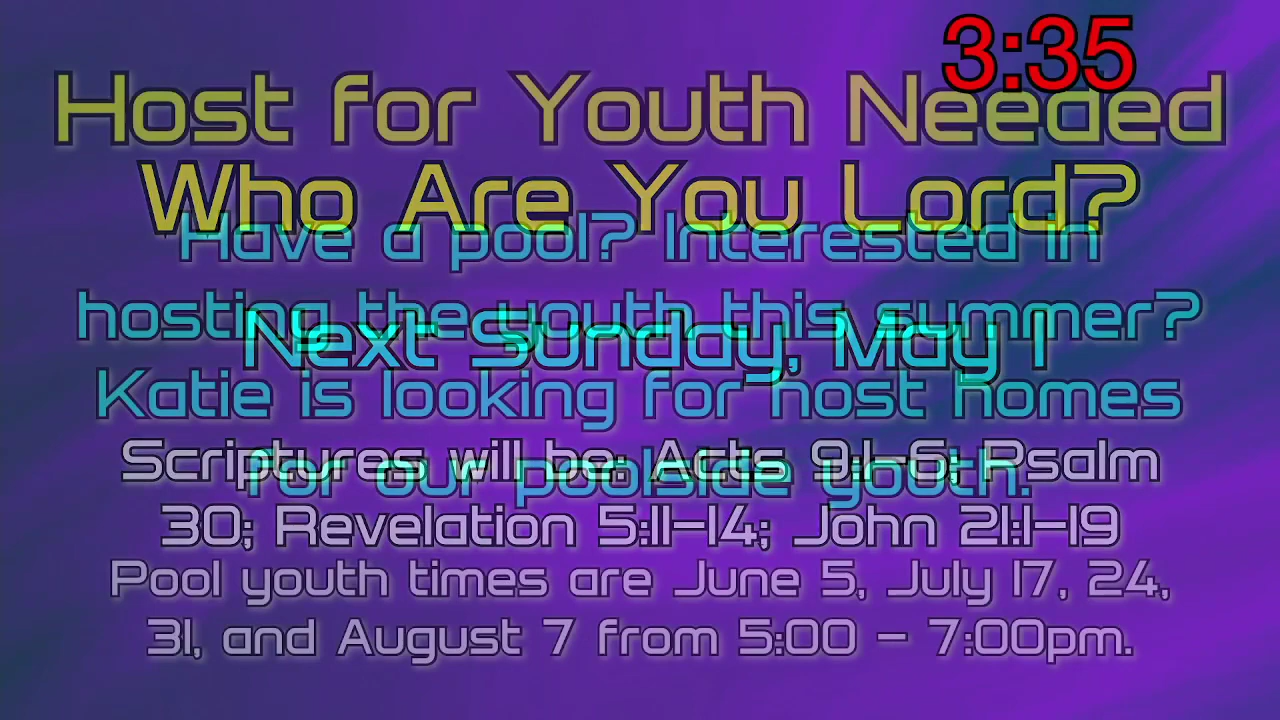 3:35
Host for Youth Needed
Who Are You Lord?
Have a pool? Interested in
hosting the youth this summer?
Next Sunday, May 1
Katie is looking for host homes
Scriptures will be: Acts 9:1-6; Psalm
for our poolside youth.
30; Revelation 5:11-14; John 21:1-19
Pool youth times are June 5, July 17, 24,
31, and August 7 from 5:00 - 7:00pm.